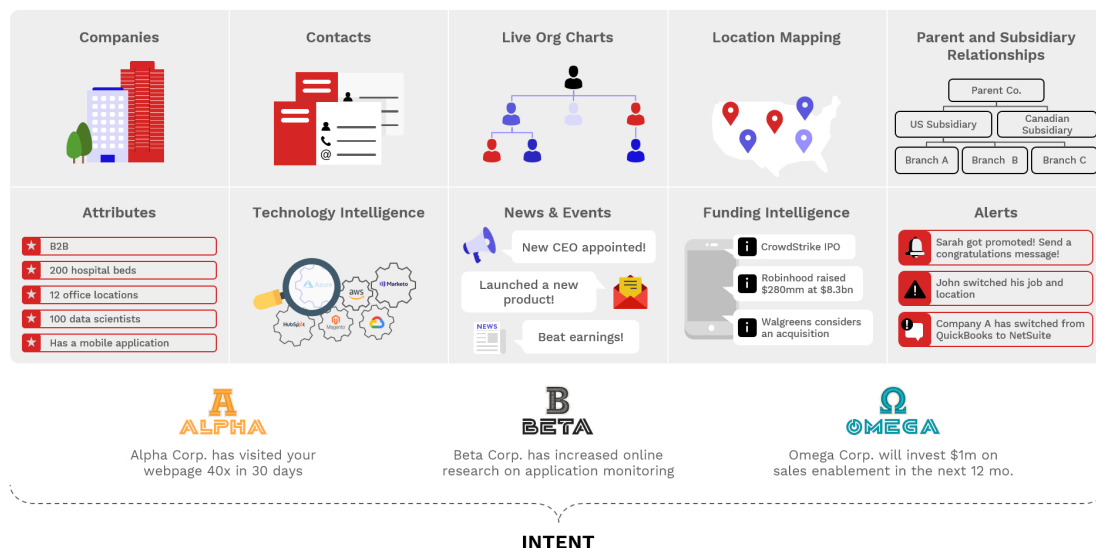 Companies
Contacts
Live Org Charts
Location Mapping
Parent and Subsidiary
Relationships
@
Parent Co.
US Subsidiary
Canadian
Subsidiary
Branch A
Branch B
Branch C
Attributes
B2B
200 hospital beds
12 office locations
100 data scientists
Has a mobile application
Technology Intelligence
Azure
aws
Marketo
HubSpot
Magento
News & Events
New CEO appointed!
Launched a new
product!
NEWS
Beat earnings!
Funding Intelligence
CrowdStrike IPO
Robinhood raised
$280mm at $8.3bn
Walgreens considers
an acquisition
Alerts
Sarah got promoted! Send a
congratulations message!
John switched his job and
location
Company A has switched from
QuickBooks to NetSuite
A
ALPHA
Alpha Corp. has visited your
webpage 40x in 30 days
B
BETA
Beta Corp. has increased online
research on application monitoring
Ω
OMEGA
Omega Corp. will invest $1m on
sales enablement in the next 12 mo.
INTENT